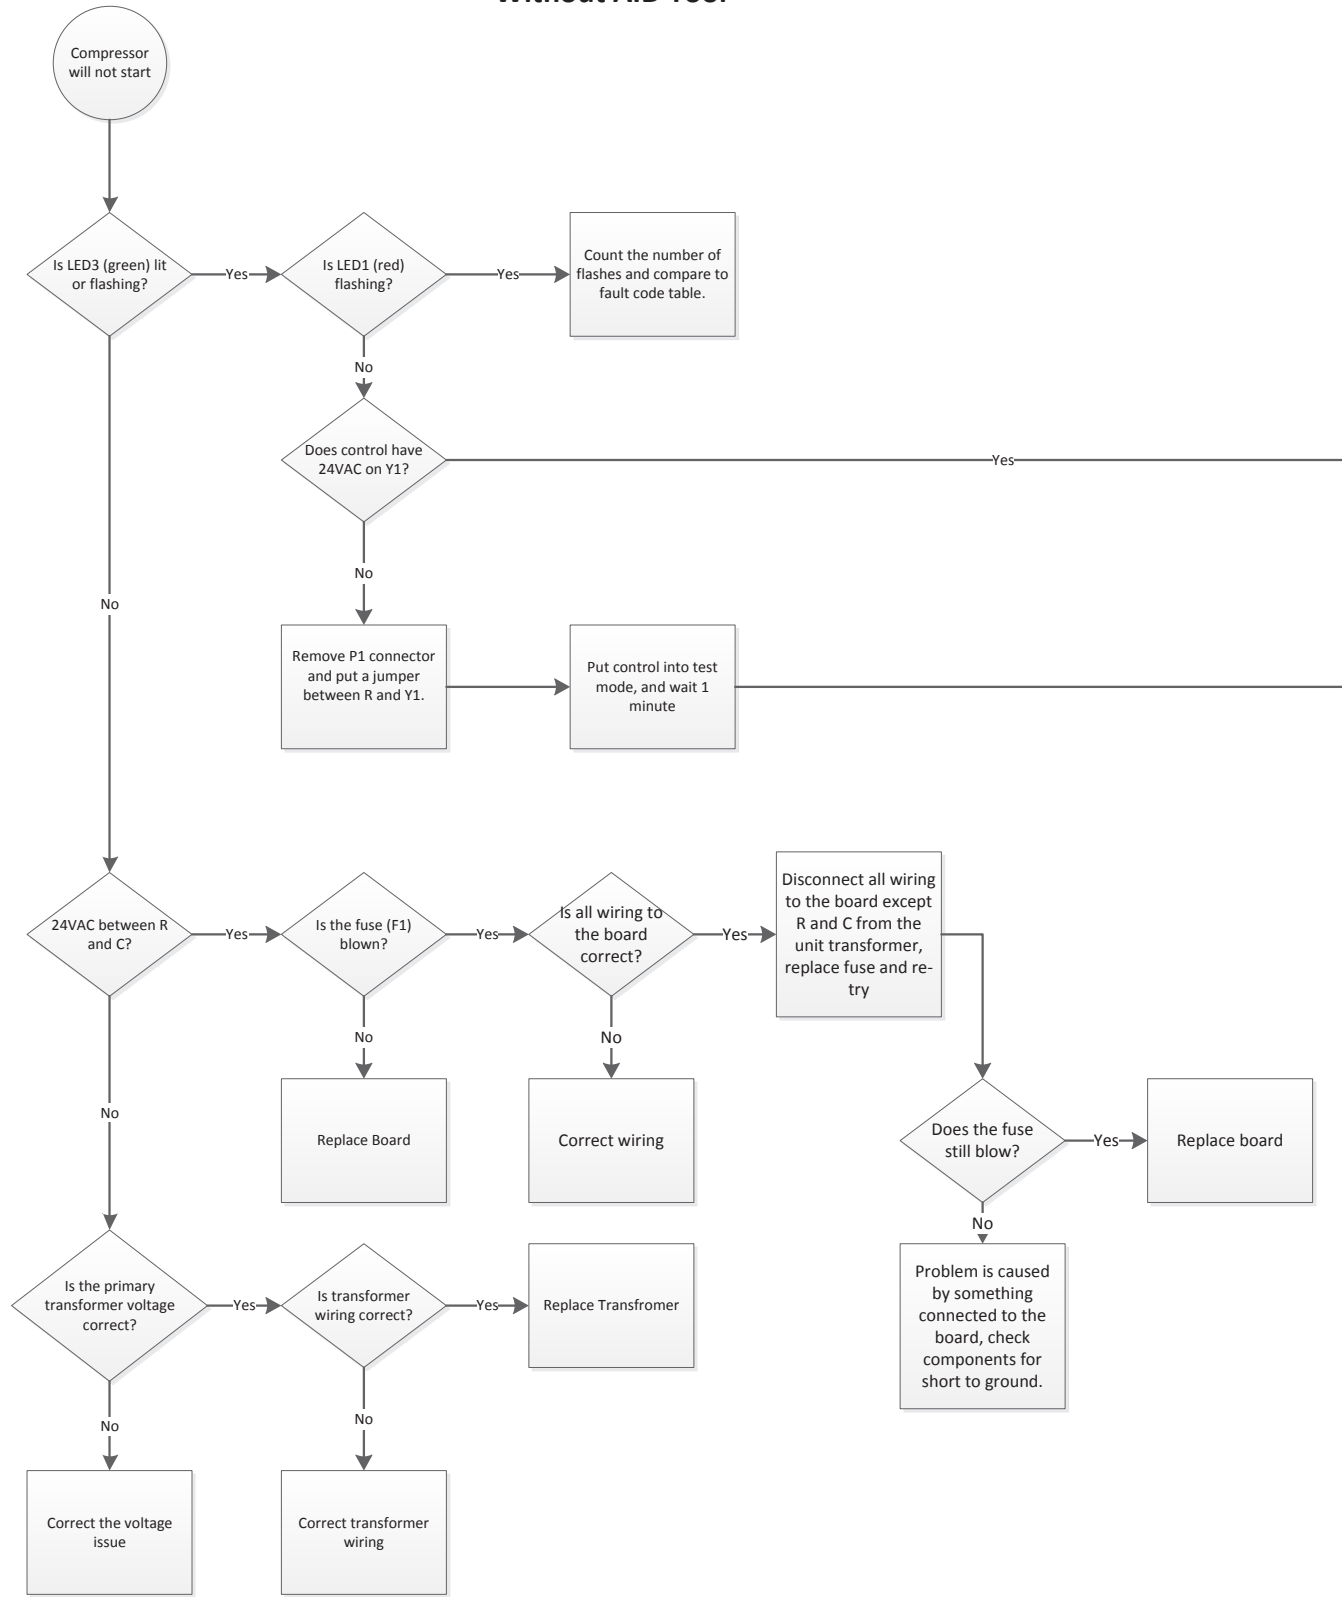 Without AID Tool
Compressor
will not start
Is LED3 (green) lit
or flashing?
Yes
Is LED1 (red)
flashing?
Yes
Count the number of
flashes and compare to
fault code table.
No
Does control have
24VAC on Y1?
Yes
No
No
Remove P1 connector
and put a jumper
between R and Y1.
Put control into test
mode, and wait 1
minute
24VAC between R
and C?
Yes
Is the fuse (F1)
blown?
Yes
Is all wiring to
the board
correct?
Yes
Disconnect all wiring
to the board except
R and C from the
unit transformer,
replace fuse and re-
try
No
No
No
Replace Board
Correct wiring
Does the fuse
still blow?
Yes
Replace board
No
Problem is caused
by something
connected to the
board, check
components for
short to ground.
Is the primary
transformer voltage
correct?
Yes
Is transformer
wiring correct?
Yes
Replace Transfromer
No
No
Correct the voltage
issue
Correct transformer
wiring